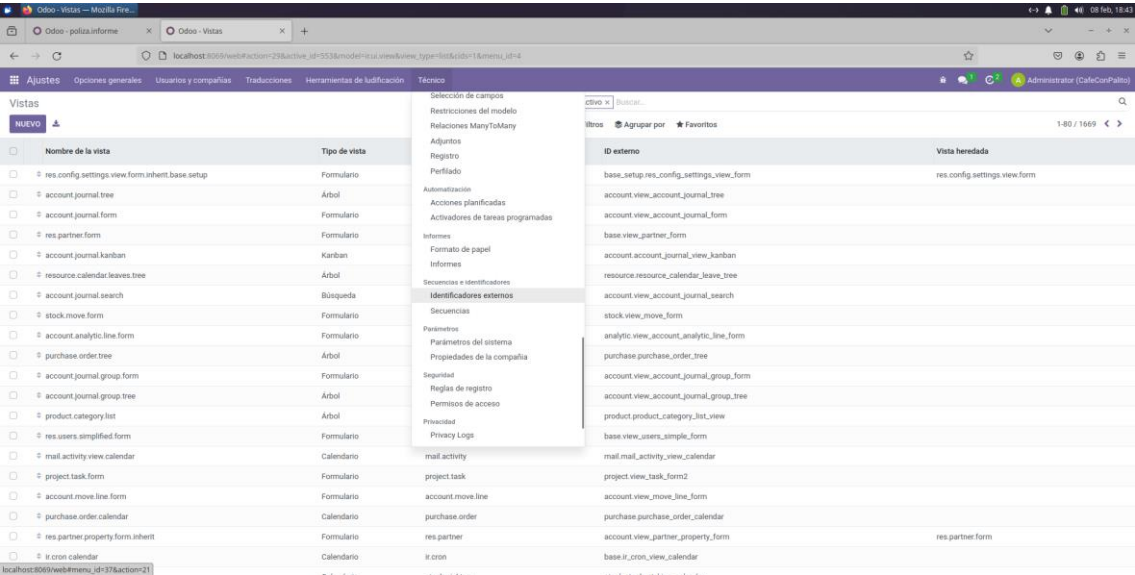 Odoo - Vistas — Mozilla Fire...
08 feb, 18:43
Odoo - poliza.informe
Odoo - Vistas
localhost:8069/web#action=29&active_id=553&model=ir.ui.view&view_type=list&cids=1&menu_id=4
Ajustes Opciones generales Usuarios y compañías Traducciones Herramientas de ludificación Técnico
1 2 A Administrator (CafeConPalito)
Vistas
ctivo × Buscar...
NUEVO
iltros Agrupar por Favoritos
1-80 / 1669
Selección de campos
Restricciones del modelo
Relaciones ManyToMany
Adjuntos
Registro
Perfilado
Automatización
Acciones planificadas
Activadores de tareas programadas
Informes
Formato de papel
Informes
Secuencias e identificadores
Identificadores externos
Secuencias
Parámetros
Parámetros del sistema
Propiedades de la compañía
Seguridad
Reglas de registro
Permisos de acceso
Privacidad
Privacy Logs
Nombre de la vista Tipo de vista ID externo Vista heredada
res.config.settings.view.form.inherit.base.setup Formulario base_setup.res_config_settings_view_form res.config.settings.view.form
account.journal.tree Árbol account.view_account_journal_tree
account.journal.form Formulario account.view_account_journal_form
res.partner.form Formulario base.view_partner_form
account.journal.kanban Kanban account.account_journal_view_kanban
resource.calendar.leaves.tree Árbol resource.resource_calendar_leave_tree
account.journal.search Búsqueda account.view_account_journal_search
stock.move.form Formulario stock.view_move_form
account.analytic.line.form Formulario analytic.view_account_analytic_line_form
purchase.order.tree Árbol purchase.purchase_order_tree
account.journal.group.form Formulario account.view_account_journal_group_form
account.journal.group.tree Árbol account.view_account_journal_group_tree
product.category.list Árbol product.product_category_list_view
res.users.simplified.form Formulario base.view_users_simple_form
mail.activity.view.calendar Calendario mail.activity mail.mail_activity_view_calendar
project.task.form Formulario project.task project.view_task_form2
account.move.line.form Formulario account.move.line account.view_move_line_form
purchase.order.calendar Calendario purchase.order purchase.purchase_order_calendar
res.partner.property.form.inherit Formulario res.partner account.view_partner_property_form res.partner.form
ir.cron calendar Calendario ir.cron base.ir_cron_view_calendar
localhost:8069/web#menu_id=37&action=21